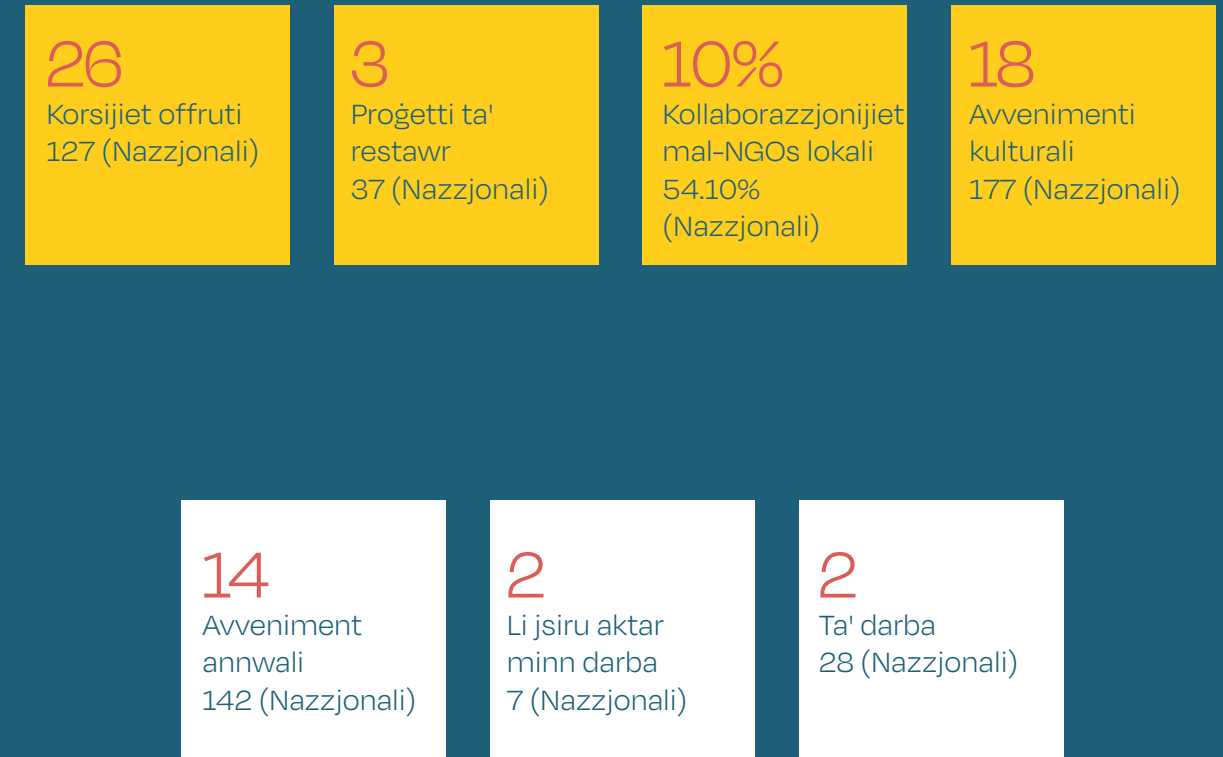 26
Korsijiet offruti
127 (Nazzjonali)
3
Proġetti ta'
restawr
37 (Nazzjonali)
10%
Kollaborazzjonijiet
mal-NGOs lokali
54.10%
(Nazzjonali)
18
Avvenimenti
kulturali
177 (Nazzjonali)
14
Avveniment
annwali
142 (Nazzjonali)
2
Li jsiru aktar
minn darba
7 (Nazzjonali)
2
Ta' darba
28 (Nazzjonali)